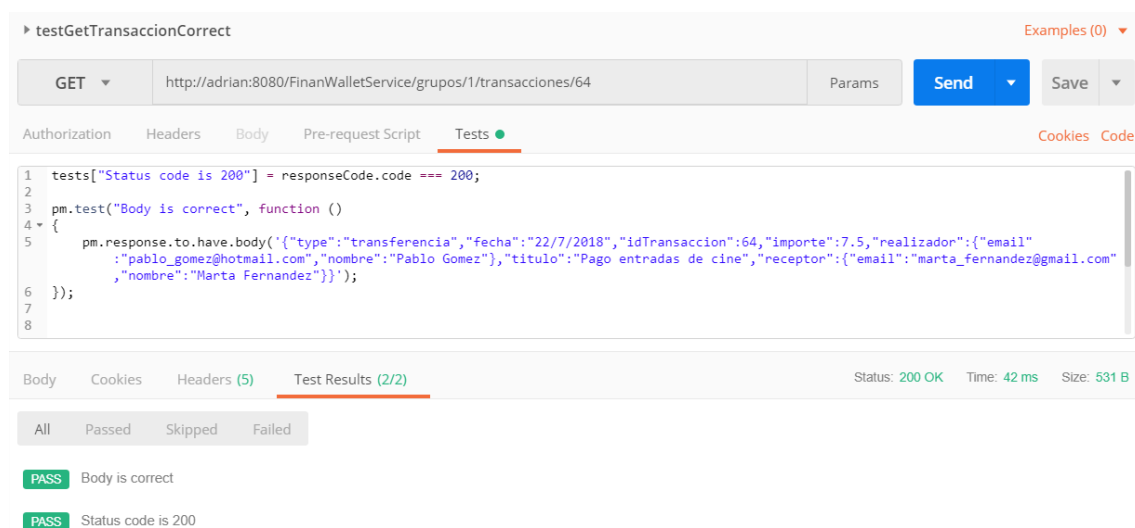 testGetTransaccionCorrect Examples (0)
GET http://adrian:8080/FinanWalletService/grupos/1/transacciones/64 Params Send Save
Authorization Headers Body Pre-request Script Tests Cookies Code
1 tests["Status code is 200"] = responseCode.code === 200;
2
3 pm.test("Body is correct", function ()
4 {
5 pm.response.to.have.body('{"type":"transferencia","fecha":"22/7/2018","idTransaccion":64,"importe":7.5,"realizador":{"email"
:"pablo_gomez@hotmail.com","nombre":"Pablo Gomez"},"titulo":"Pago entradas de cine","receptor":{"email":"marta_fernandez@gmail.com"
,"nombre":"Marta Fernandez"}}');
6 });
7
8
Body Cookies Headers (5) Test Results (2/2) Status: 200 OK Time: 42 ms Size: 531 B
All Passed Skipped Failed
PASS Body is correct
PASS Status code is 200